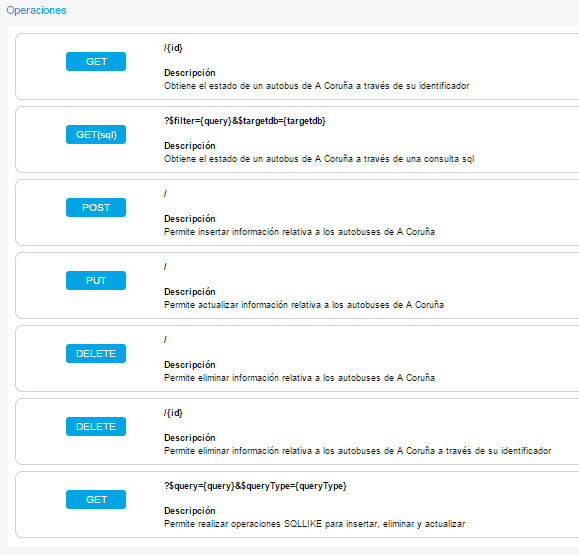 Operaciones
GET
/{id}
Descripción
Obtiene el estado de un autobus de A Coruña a través de su identificador
GET(sql)
?$filter={query}&$targetdb={targetdb}
Descripción
Obtiene el estado de un autobus de A Coruña a través de una consulta sql
POST
/
Descripción
Permite insertar información relativa a los autobuses de A Coruña
PUT
/
Descripción
Permite actualizar información relativa a los autobuses de A Coruña
DELETE
/
Descripción
Permite eliminar información relativa a los autobuses de A Coruña
DELETE
/{id}
Descripción
Permite eliminar información relativa a los autobuses de A Coruña a través de su identificador
GET
?$query={query}&$queryType={queryType}
Descripción
Permite realizar operaciones SQLLIKE para insertar, eliminar y actualizar